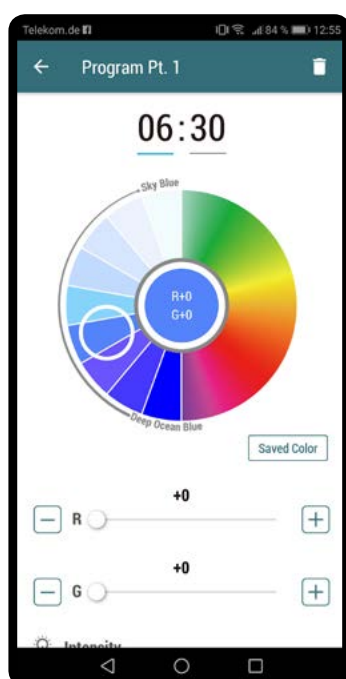 Telekom.de 84 % 12:55
Program Pt. 1
06:30
Sky Blue
R+0
G+0
Deep Ocean Blue
Saved Color
+0
R
+0
G
Intensity